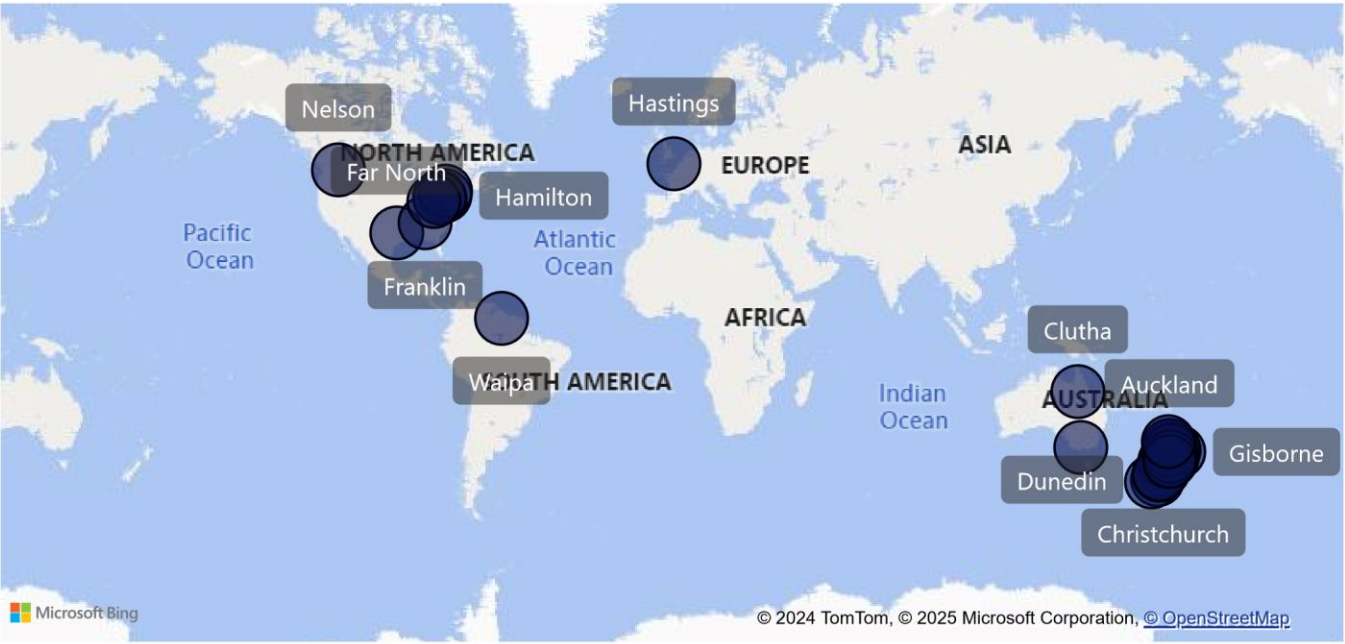 Nelson
Hastings
NORTH AMERICA
Far North
EUROPE
ASIA
Hamilton
Pacific
Ocean
Atlantic
Ocean
Franklin
AFRICA
Clutha
Waipa
SOUTH AMERICA
Auckland
Indian
Ocean
AUSTRALIA
Gisborne
Dunedin
Christchurch
Microsoft Bing
© 2024 TomTom, © 2025 Microsoft Corporation, © OpenStreetMap